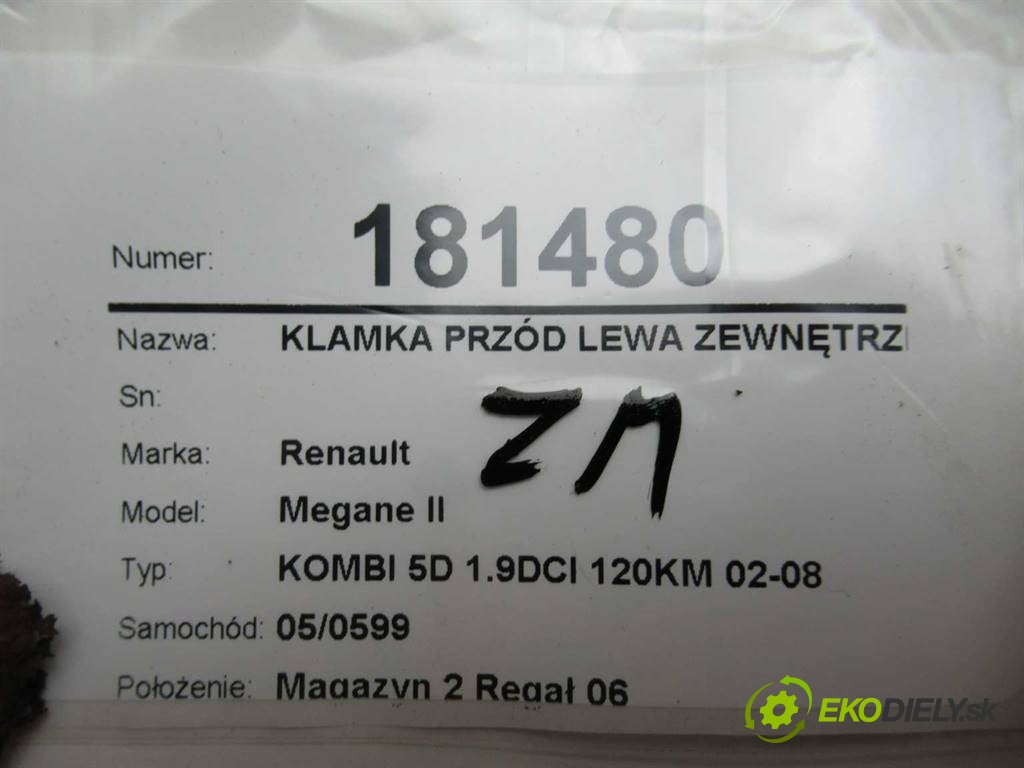 Numer: 181480
Nazwa: KLAMKA PRZÓD LEWA ZEWNĘTRZ
Sn:
ZM
Marka: Renault
Model: Megane II
Typ: KOMBI 5D 1.9DCI 120KM 02-08
Samochód: 05/0599
Położenie: Magazyn 2 Regał 06
EKODIELY.sk